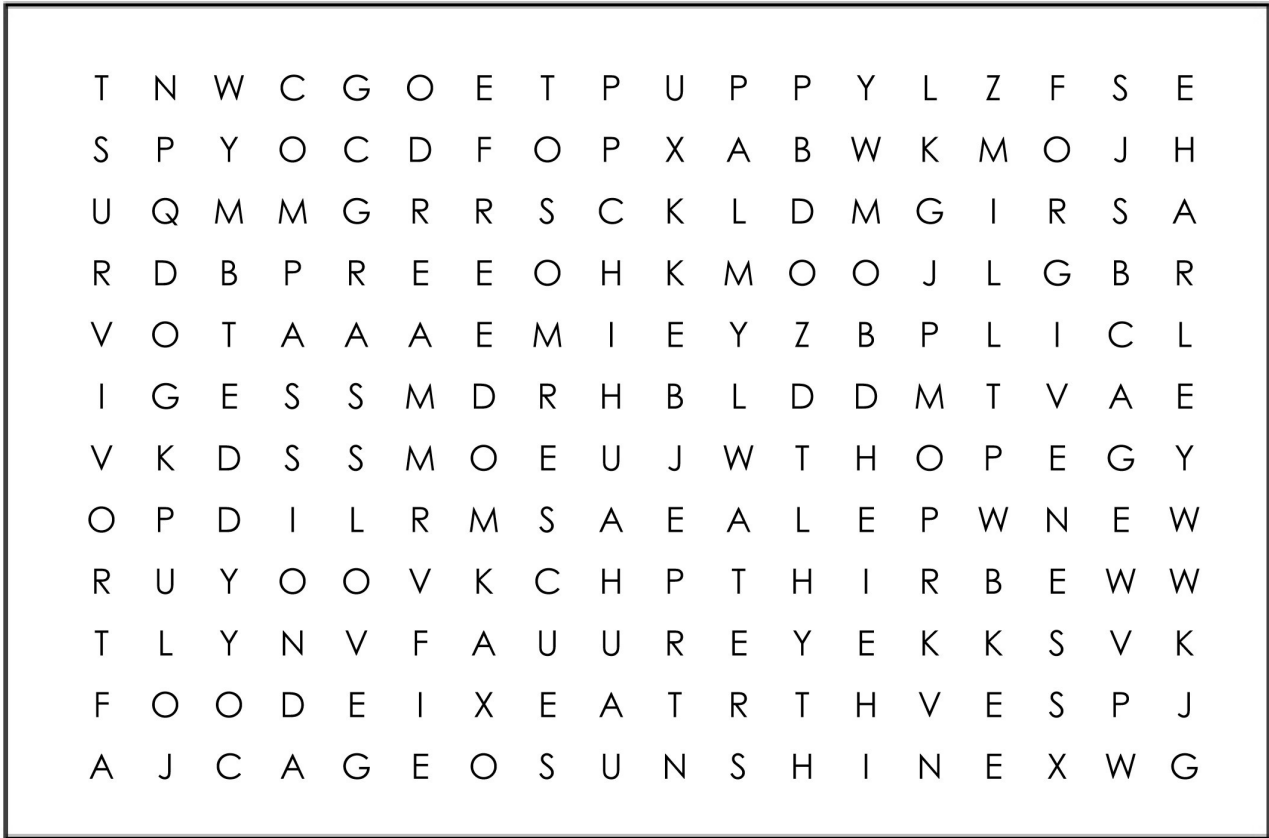 T N W C G O E T P U P P Y L Z F S E
S P Y O C D F O P X A B W K M O J H
U Q M M G R R S C K L D M G I R S A
R D B P R E E O H K M O O J L G B R
V O T A A A E M I E Y Z B P L I C L
I G E S S M D R H B L D D M T V A E
V K D S S M O E U J W T H O P E G Y
O P D I L R M S A E A L E P W N E W
R U Y O O V K C H P T H I R B E W W
T L Y N V F A U U R E Y E K K S V K
F O O D E I X E A T R T H V E S P J
A J C A G E O S U N S H I N E X W G